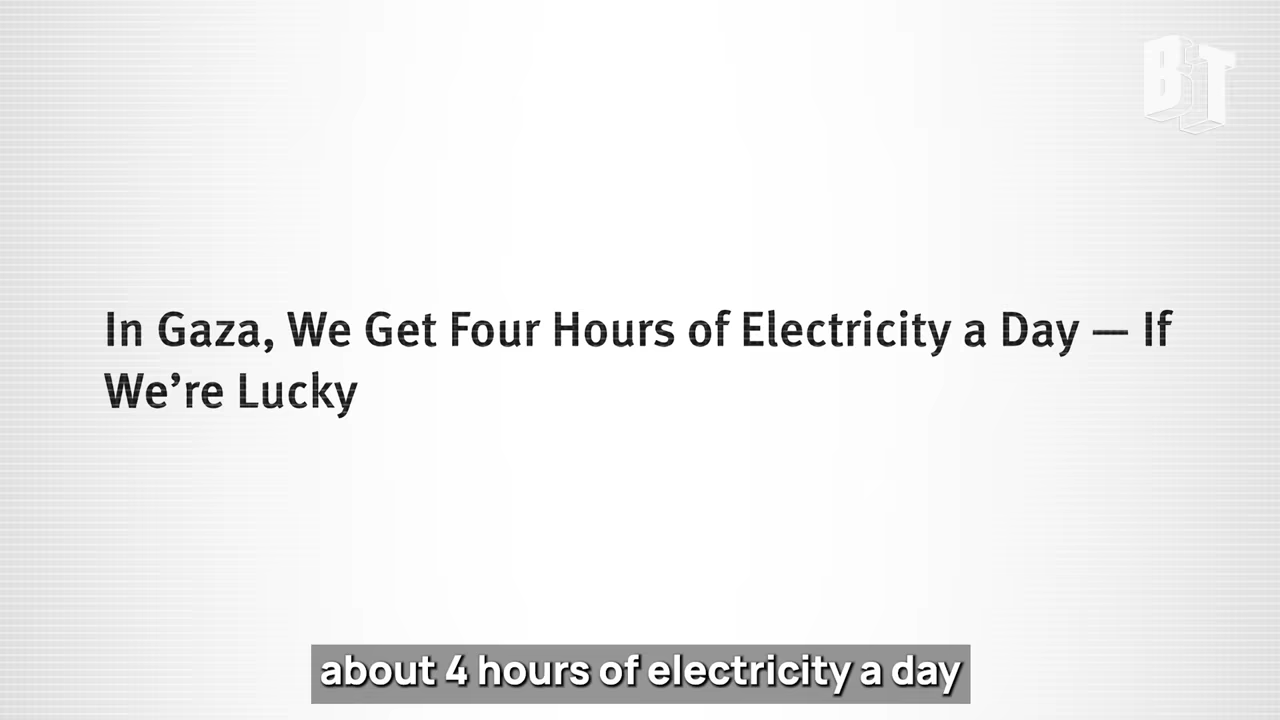 BT
In Gaza, We Get Four Hours of Electricity a Day — If
We’re Lucky
about 4 hours of electricity a day